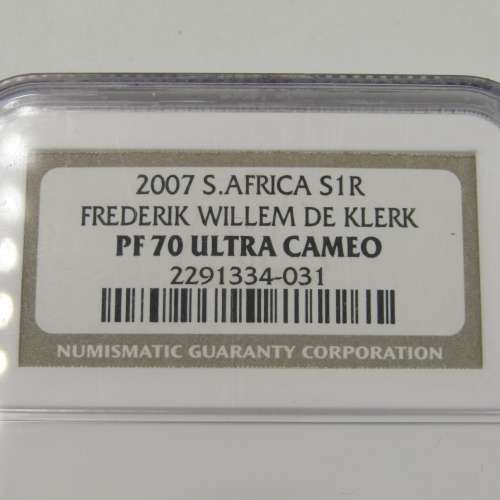 2007 S.AFRICA S1R
FREDERIK WILLEM DE KLERK
PF 70 ULTRA CAMEO
2291334-031
NUMISMATIC GUARANTY CORPORATION